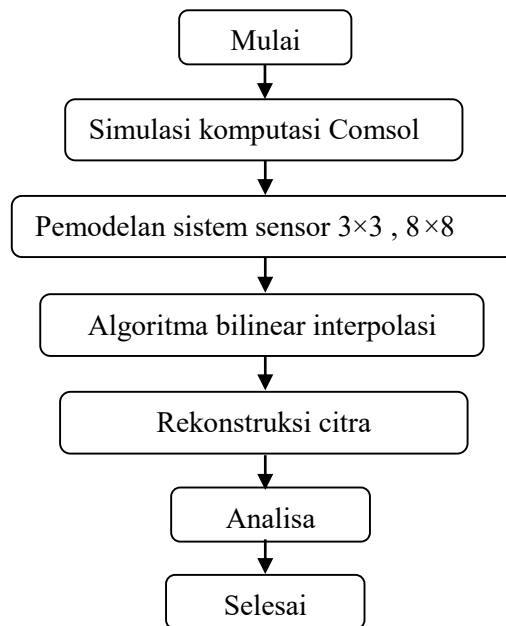 Mulai
Simulasi komputasi Comsol
Pemodelan sistem sensor 3×3 , 8×8
Algoritma bilinear interpolasi
Rekonstruksi citra
Analisa
Selesai